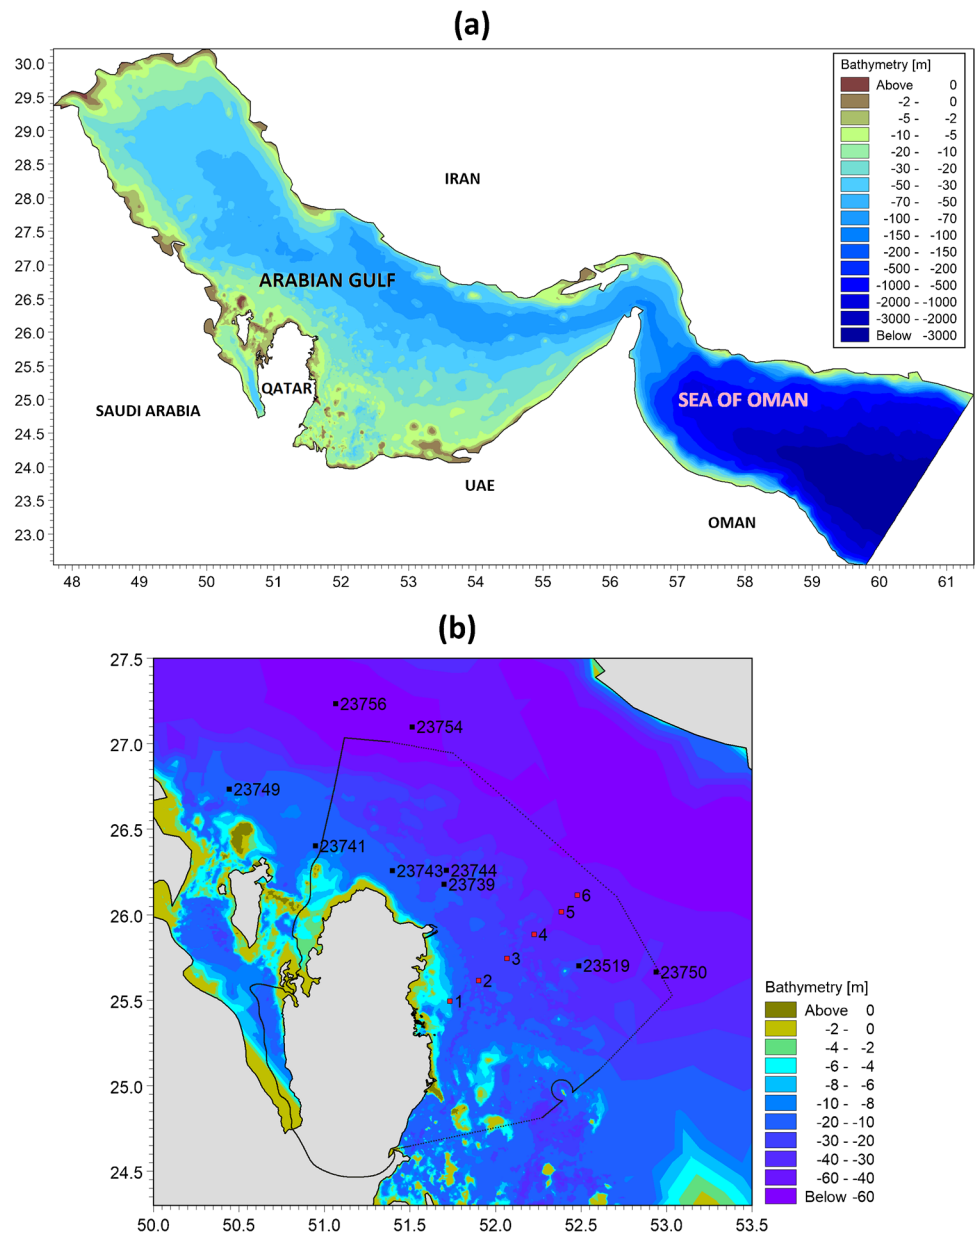 (a)
30.0
29.5
29.0
28.5
28.0
27.5
27.0
26.5
26.0
25.5
25.0
24.5
24.0
23.5
23.0
Bathymetry [m]
Above 0
-2 - 0
-5 - -2
-10 - -5
-20 - -10
-30 - -20
-50 - -30
-70 - -50
-100 - -70
-150 - -100
-200 - -150
-500 - -200
-1000 - -500
-2000 - -1000
-3000 - -2000
Below -3000
IRAN
ARABIAN GULF
QATAR
SAUDI ARABIA
SEA OF OMAN
UAE
OMAN
48 49 50 51 52 53 54 55 56 57 58 59 60 61
(b)
27.5
27.0
26.5
26.0
25.5
25.0
24.5
23756
23754
23749
23741
23743
23744
23739
6
5
4
3
23519
23750
2
1
Bathymetry [m]
Above 0
-2 - 0
-4 - -2
-6 - -4
-8 - -6
-10 - -8
-20 - -10
-30 - -20
-40 - -30
-60 - -40
Below -60
50.0 50.5 51.0 51.5 52.0 52.5 53.0 53.5